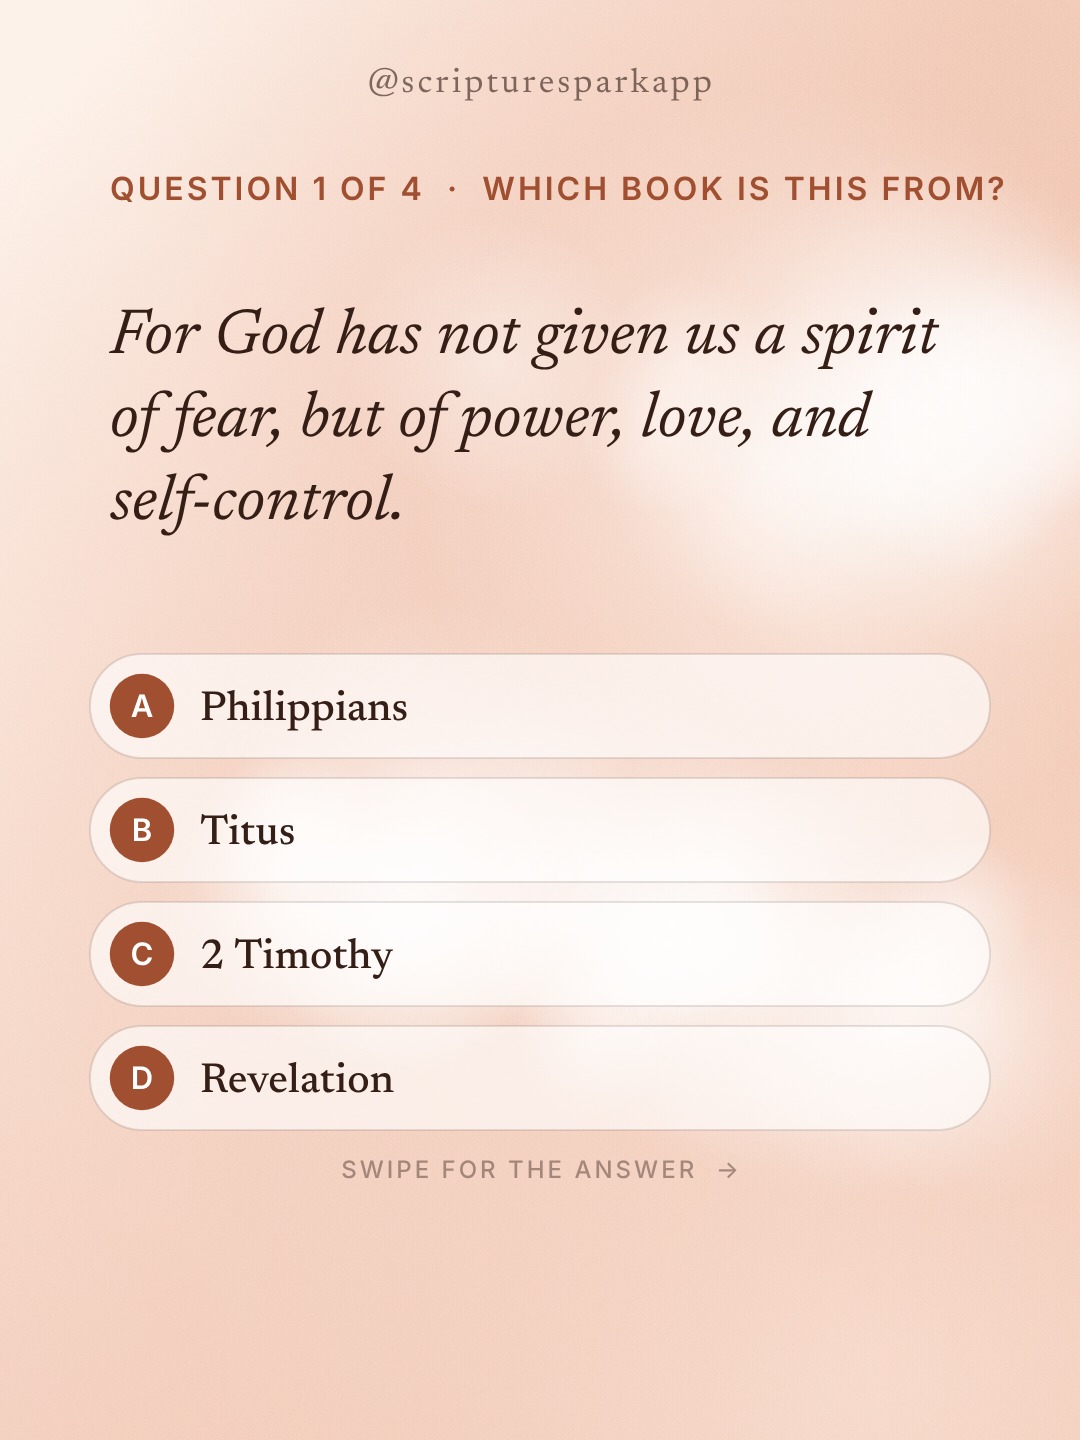 @scripturesparkapp
QUESTION 1 OF 4 · WHICH BOOK IS THIS FROM?
For God has not given us a spirit
of fear, but of power, love, and
self-control.
A Philippians
B Titus
C 2 Timothy
D Revelation
SWIPE FOR THE ANSWER →